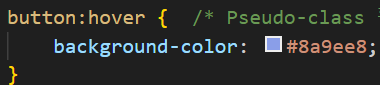 button:hover {  /* Pseudo-class
    background-color: #8a9ee8;
}